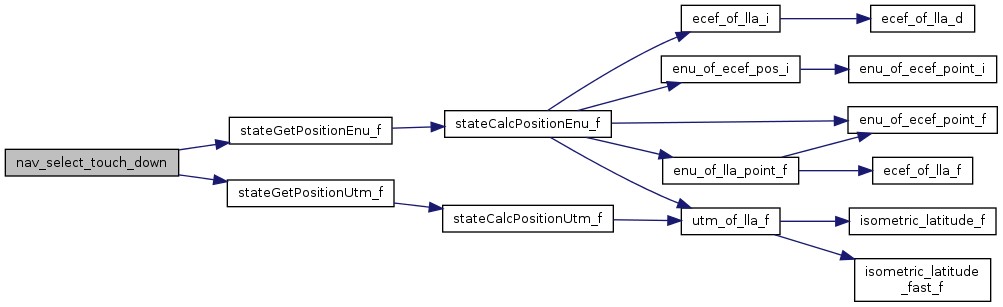 nav_select_touch_down
stateGetPositionEnu_f
stateGetPositionUtm_f
stateCalcPositionEnu_f
stateCalcPositionUtm_f
ecef_of_lla_i
enu_of_ecef_pos_i
enu_of_lla_point_f
utm_of_lla_f
ecef_of_lla_d
enu_of_ecef_point_i
enu_of_ecef_point_f
ecef_of_lla_f
isometric_latitude_f
isometric_latitude
_fast_f